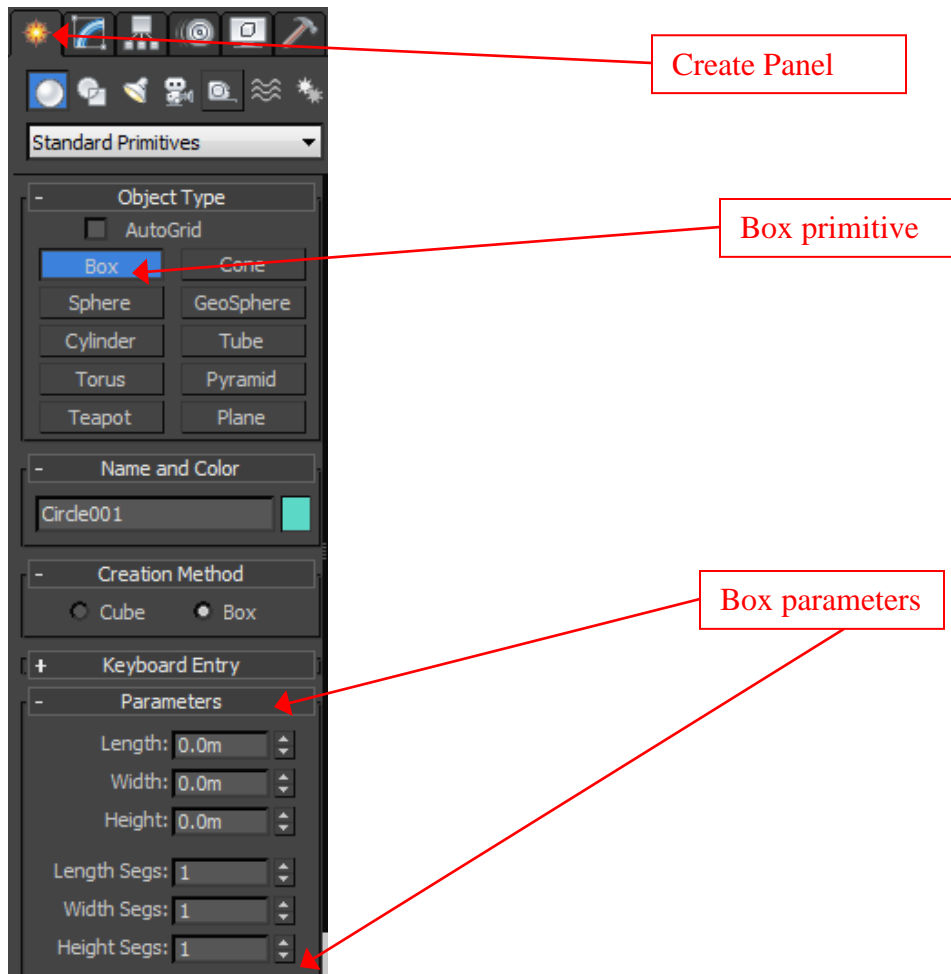 Create Panel
Standard Primitives
- Object Type
AutoGrid
Box primitive
Box Cone
Sphere GeoSphere
Cylinder Tube
Torus Pyramid
Teapot Plane
- Name and Color
Circle001
- Creation Method
Cube Box
Box parameters
+ Keyboard Entry
- Parameters
Length: 0.0m
Width: 0.0m
Height: 0.0m
Length Segs: 1
Width Segs: 1
Height Segs: 1